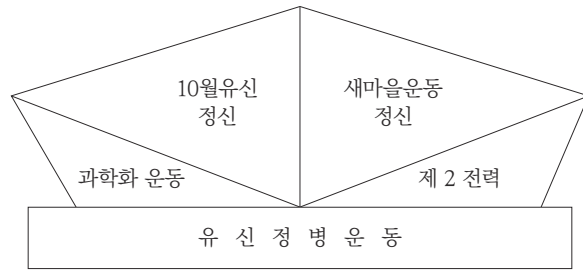 10월유신
정신
새마을운동
정신
과학화 운동
제 2 전력
유 신 정 병 운 동